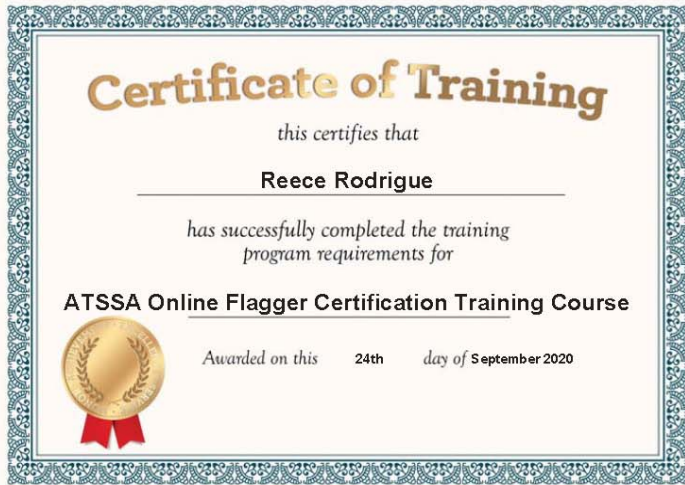 Certificate of Training
this certifies that
Reece Rodrigue
has successfully completed the training
program requirements for
ATSSA Online Flagger Certification Training Course
Awarded on this 24th day of September 2020